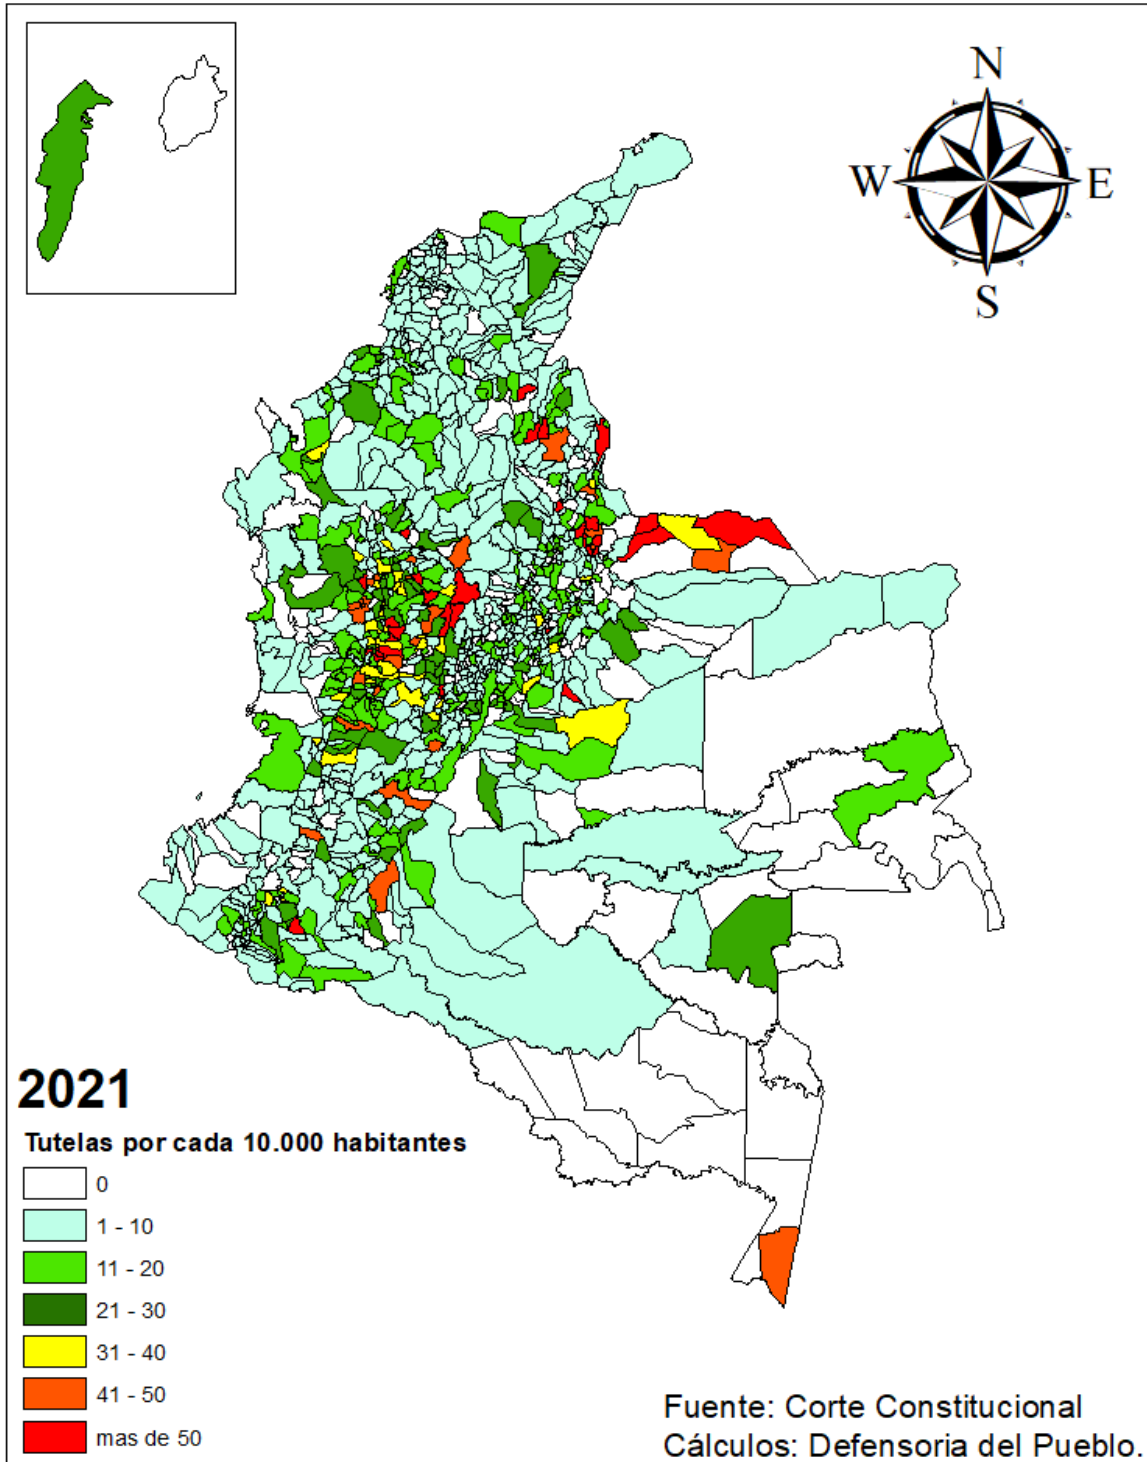 N
W E
S
2021
Tutelas por cada 10.000 habitantes
0
1 - 10
11 - 20
21 - 30
31 - 40
41 - 50
mas de 50
Fuente: Corte Constitucional
Cálculos: Defensoria del Pueblo.